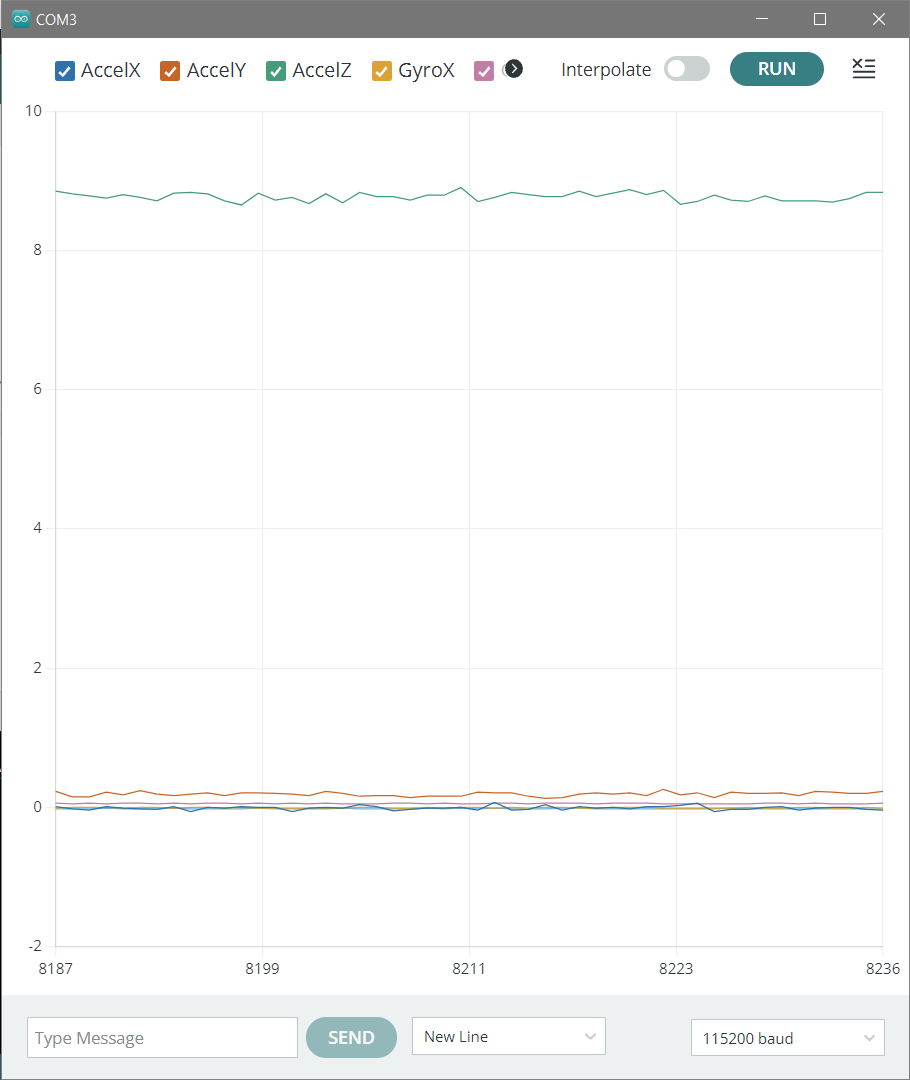 COM3
AccelX AccelY AccelZ GyroX Interpolate RUN
10
8
6
4
2
0
-2
8187 8199 8211 8223 8236
Type Message SEND New Line 115200 baud